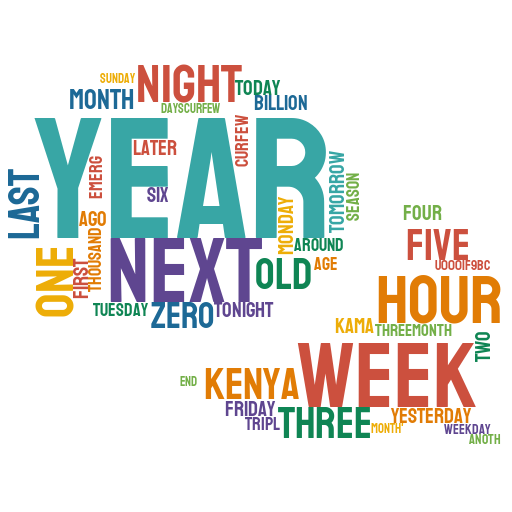 SUNDAY
NIGHT
TODAY
MONTH
DAYSCURFEW
BILLION
YEAR
LATER
CURFEW
EMERG
SIX
LAST
TOMORROW
SEASON
AGO
MONDAY
THOUSAND
FOUR
NEXT
AROUND
FIVE
ONE
FIRST
OLD
AGE
U0001F9BC
HOUR
TUESDAY
ZERO
TONIGHT
KAMA
THREEMONTH
TWO
WEEK
KENYA
END
FRIDAY
THREE
YESTERDAY
TRIPL
MONTH"
WEEKDAY
ANOTH